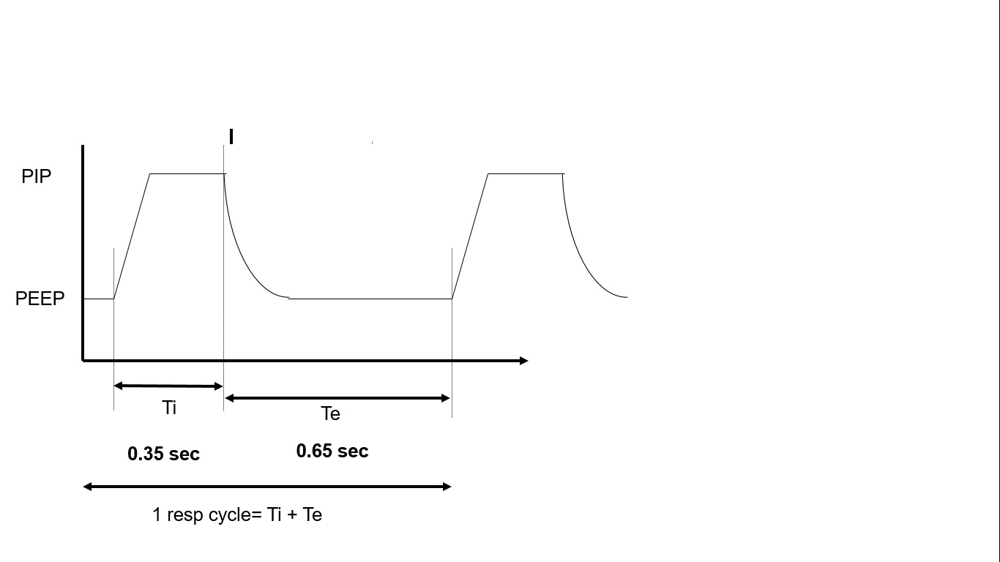 I
PIP
PEEP
Ti
Te
0.35 sec
0.65 sec
1 resp cycle= Ti + Te